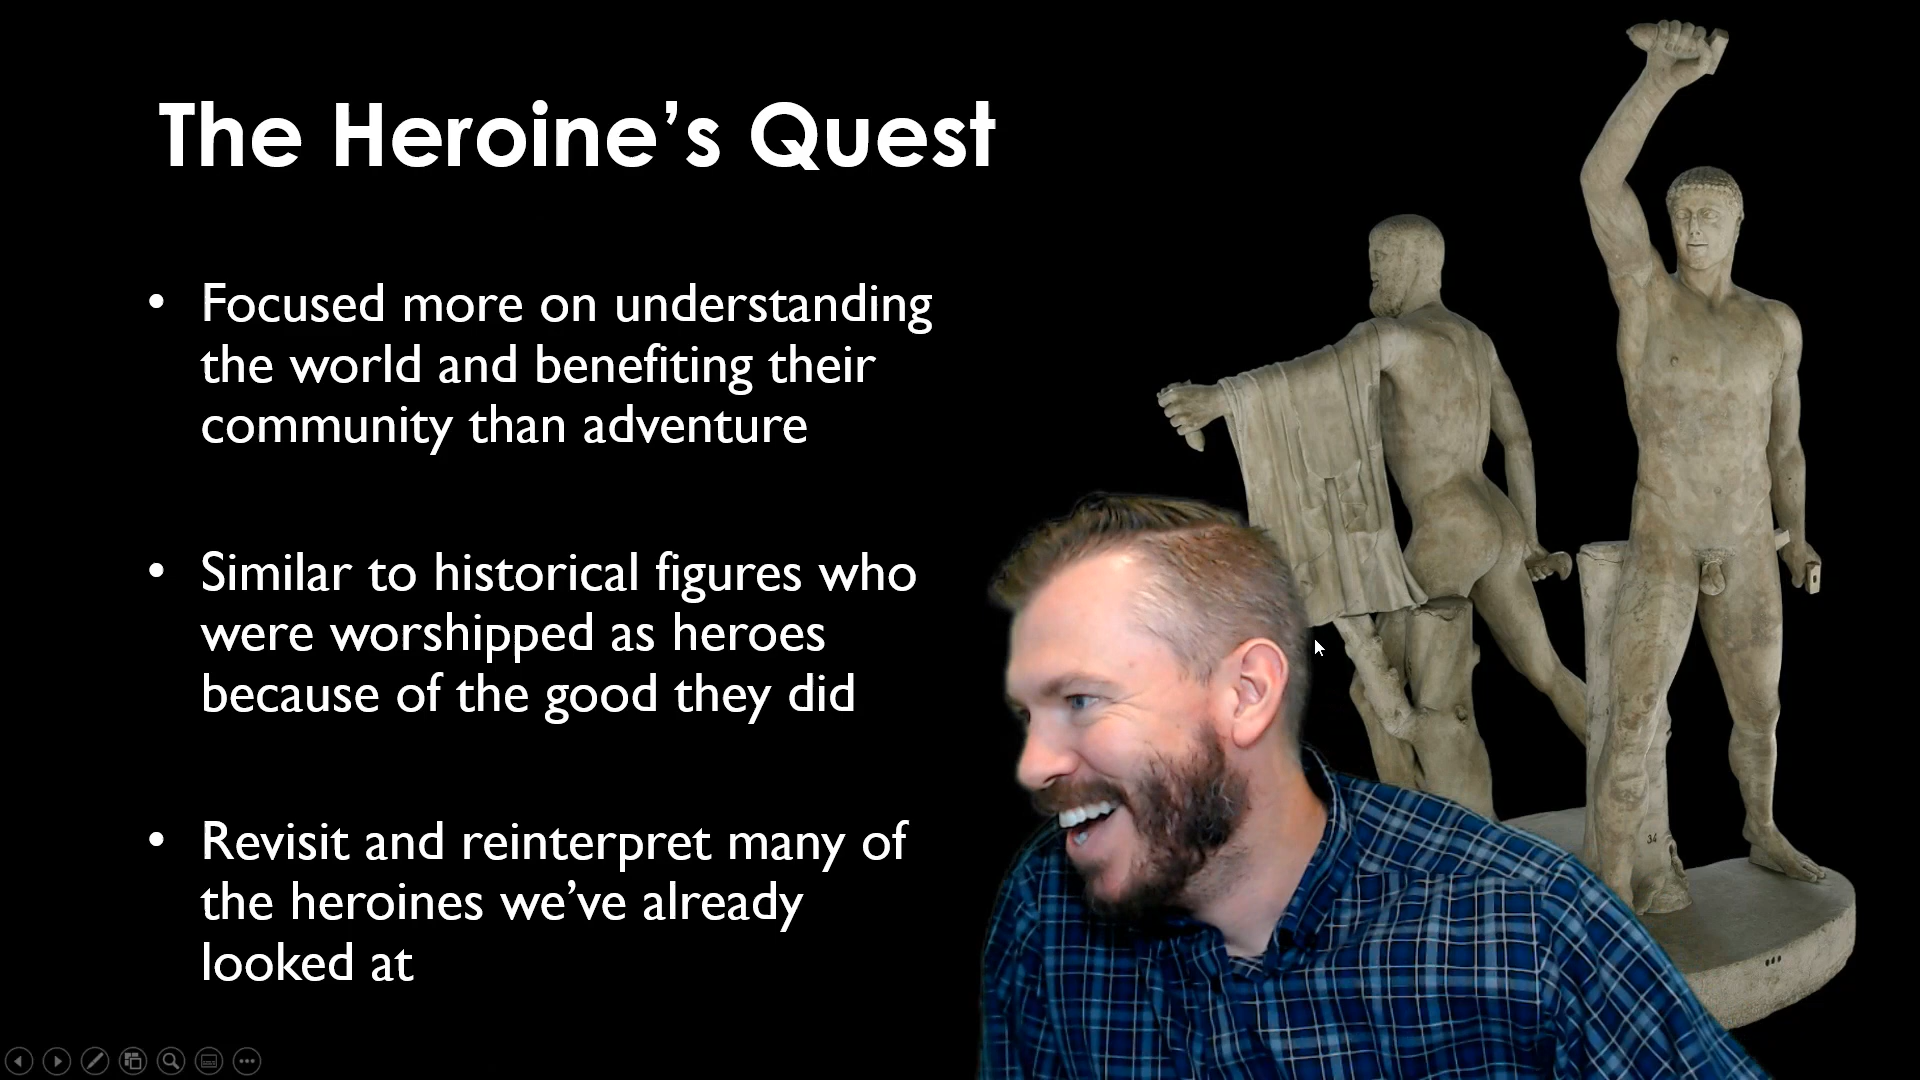 The Heroine’s Quest
• Focused more on understanding
the world and benefiting their
community than adventure
• Similar to historical figures who
were worshipped as heroes
because of the good they did
• Revisit and reinterpret many of
the heroines we’ve already
looked at
34